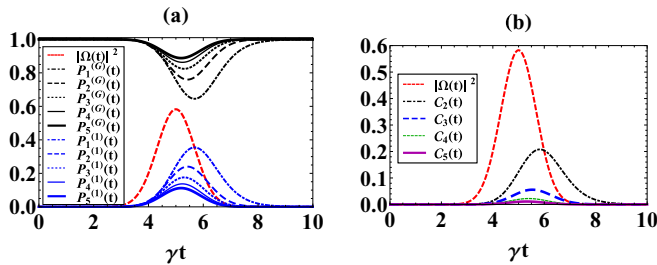 (a)
1.0
0.8
0.6
0.4
0.2
0.0
|Ω(t)| ²
P₁⁽ᴳ⁾(t)
P₂⁽ᴳ⁾(t)
P₃⁽ᴳ⁾(t)
P₄⁽ᴳ⁾(t)
P₅⁽ᴳ⁾(t)
P₁⁽¹⁾(t)
P₂⁽¹⁾(t)
P₃⁽¹⁾(t)
P₄⁽¹⁾(t)
P₅⁽¹⁾(t)
0 2 4 6 8 10
γt
(b)
0.6
0.5
0.4
0.3
0.2
0.1
0.0
|Ω(t)| ²
C₂(t)
C₃(t)
C₄(t)
C₅(t)
0 2 4 6 8 10
γt